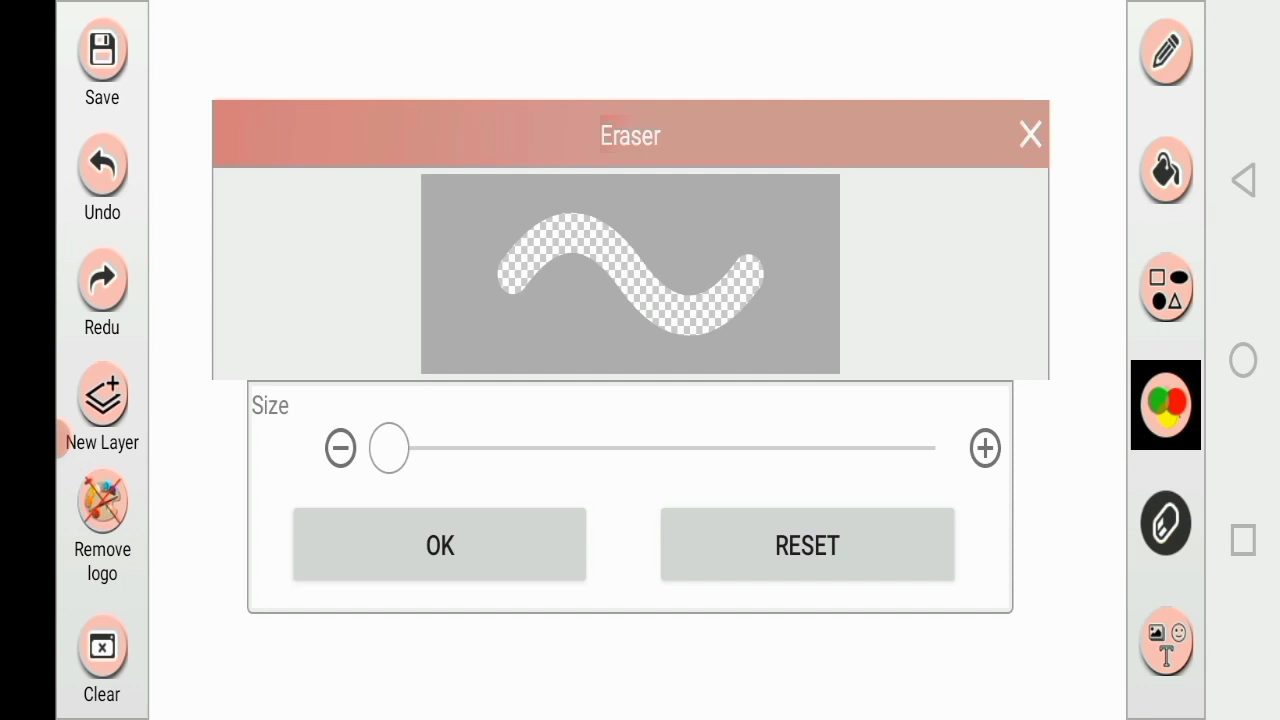 Save
Undo
Redu
New Layer
Remove
logo
Clear
Eraser
Size
OK
RESET
T